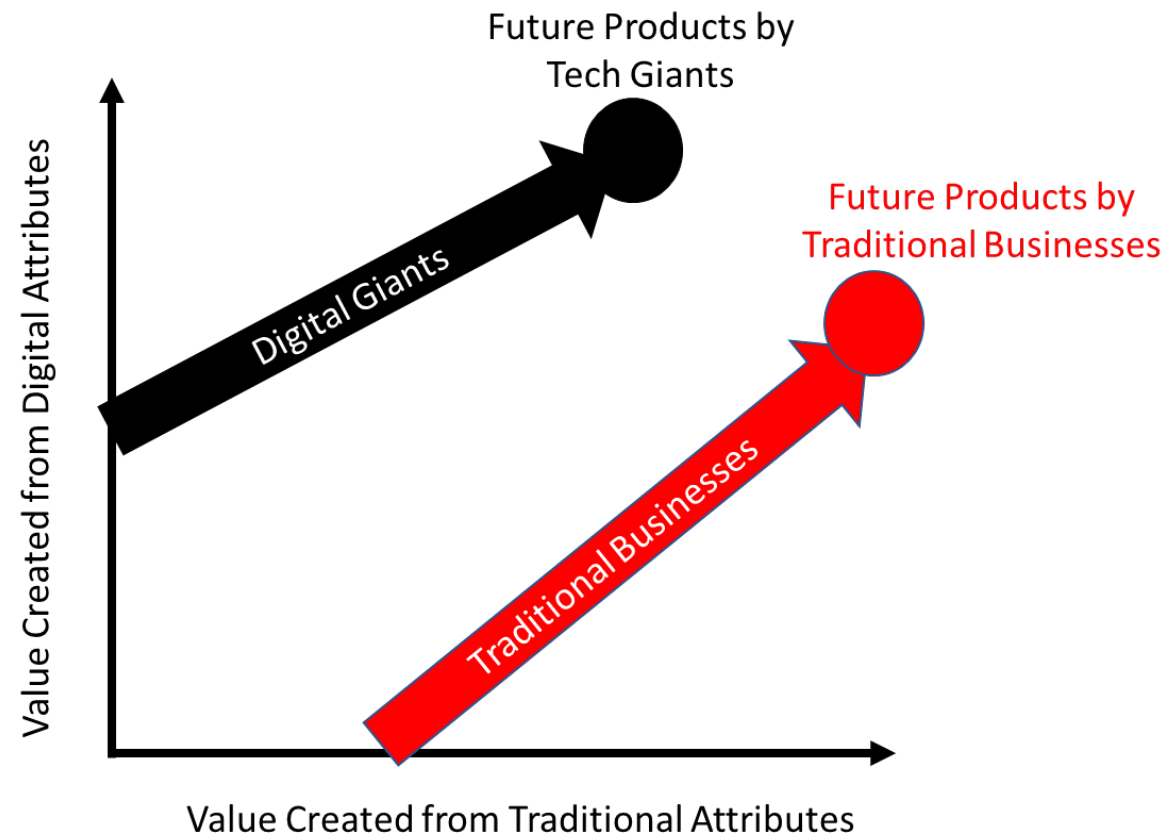 Future Products by
Tech Giants
Future Products by
Traditional Businesses
Digital Giants
Traditional Businesses
Value Created from Digital Attributes
Value Created from Traditional Attributes